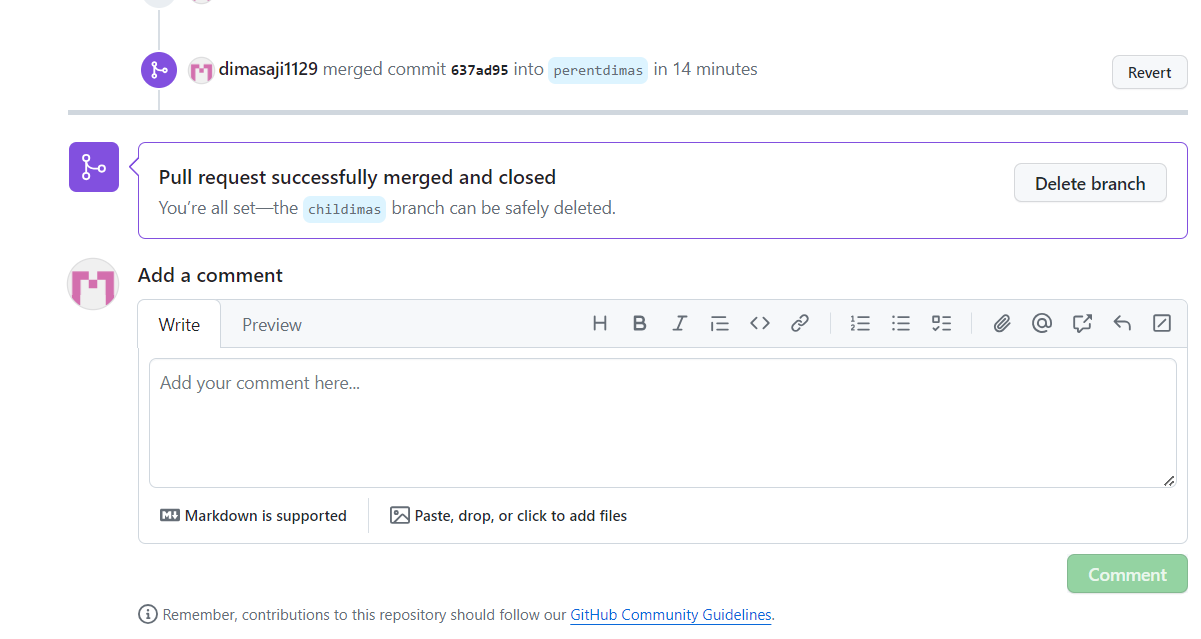 dimasaji1129 merged commit 637ad95 into perentdimas in 14 minutes
Revert
Pull request successfully merged and closed
Delete branch
You're all set—the childimas branch can be safely deleted.
Add a comment
Write Preview
Add your comment here...
Markdown is supported
Paste, drop, or click to add files
Comment
Remember, contributions to this repository should follow our GitHub Community Guidelines.